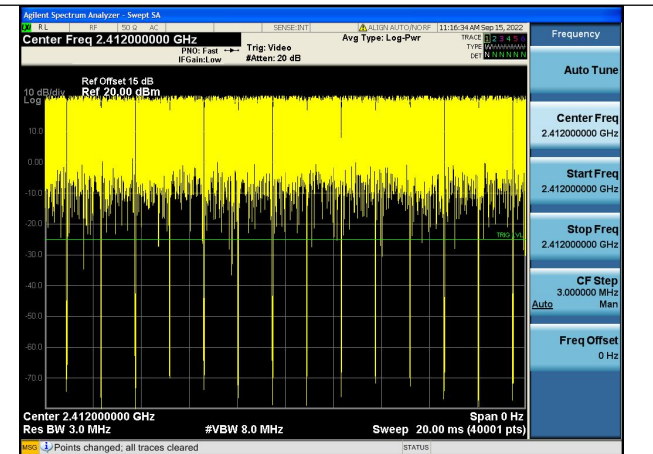 Agilent Spectrum Analyzer - Swept SA
RL RF 50 Ω AC SENSE:INT ALIGN AUTO/NO RF 11:16:34 AM Sep 15, 2022
Center Freq 2.412000000 GHz Avg Type: Log-Pwr TRACE 1 2 3 4 5 6
PNO: Fast Trig: Video TYPE
IFGain:Low #Atten: 20 dB DET N N N N N N
Frequency
Auto Tune
Ref Offset 15 dB
10 dB/div Ref 20.00 dBm
Log
10.0
0.00
-10.0
-20.0
TRIG LVL
-30.0
-40.0
-50.0
-60.0
-70.0
Center Freq
2.412000000 GHz
Start Freq
2.412000000 GHz
Stop Freq
2.412000000 GHz
CF Step
3.000000 MHz
Auto Man
Freq Offset
0 Hz
Center 2.412000000 GHz Span 0 Hz
Res BW 3.0 MHz #VBW 8.0 MHz Sweep 20.00 ms (40001 pts)
MSG Points changed; all traces cleared STATUS